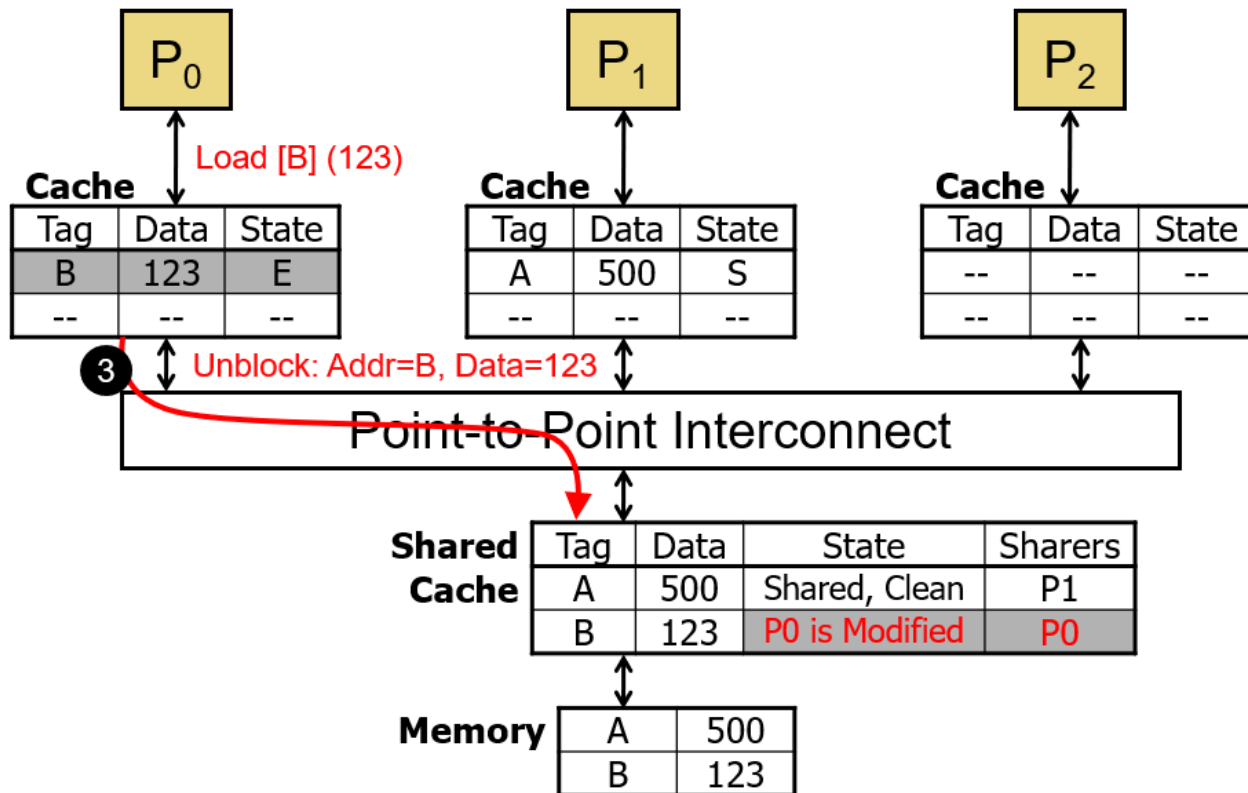 P0 P1 P2
Load [B] (123)
Cache Cache Cache
Tag Data State Tag Data State Tag Data State
B 123 E A 500 S -- -- --
-- -- -- -- -- -- -- -- --
3 Unblock: Addr=B, Data=123
Point-to-Point Interconnect
Shared Tag Data State Sharers
Cache A 500 Shared, Clean P1
B 123 P0 is Modified P0
Memory A 500
B 123